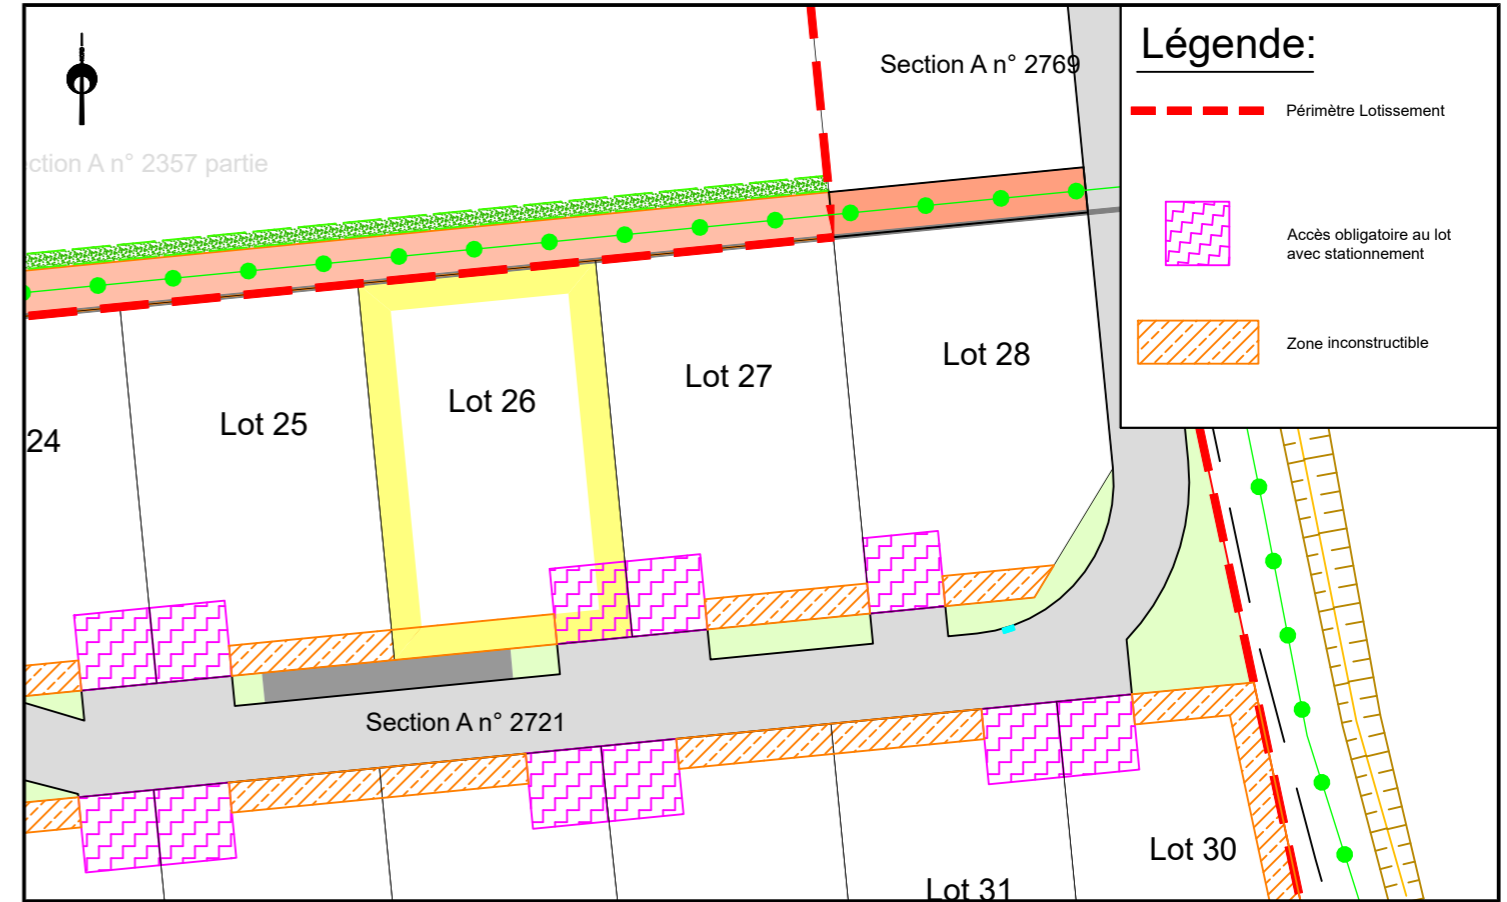 Section A n° 2769
Légende:
Périmètre Lotissement
ction A n° 2357 partie
Accès obligatoire au lot
avec stationnement
Zone inconstructible
Lot 28
Lot 27
Lot 26
Lot 25
24
Section A n° 2721
Lot 30
Lot 31